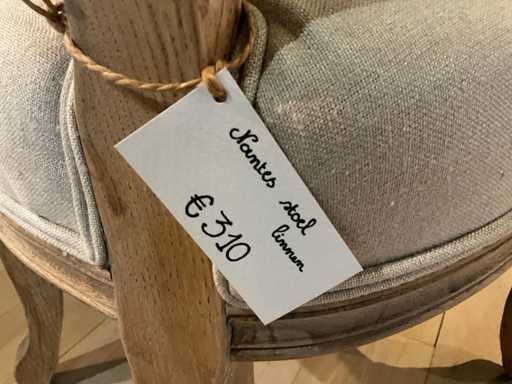 Nantes stoel
linnen
€ 310